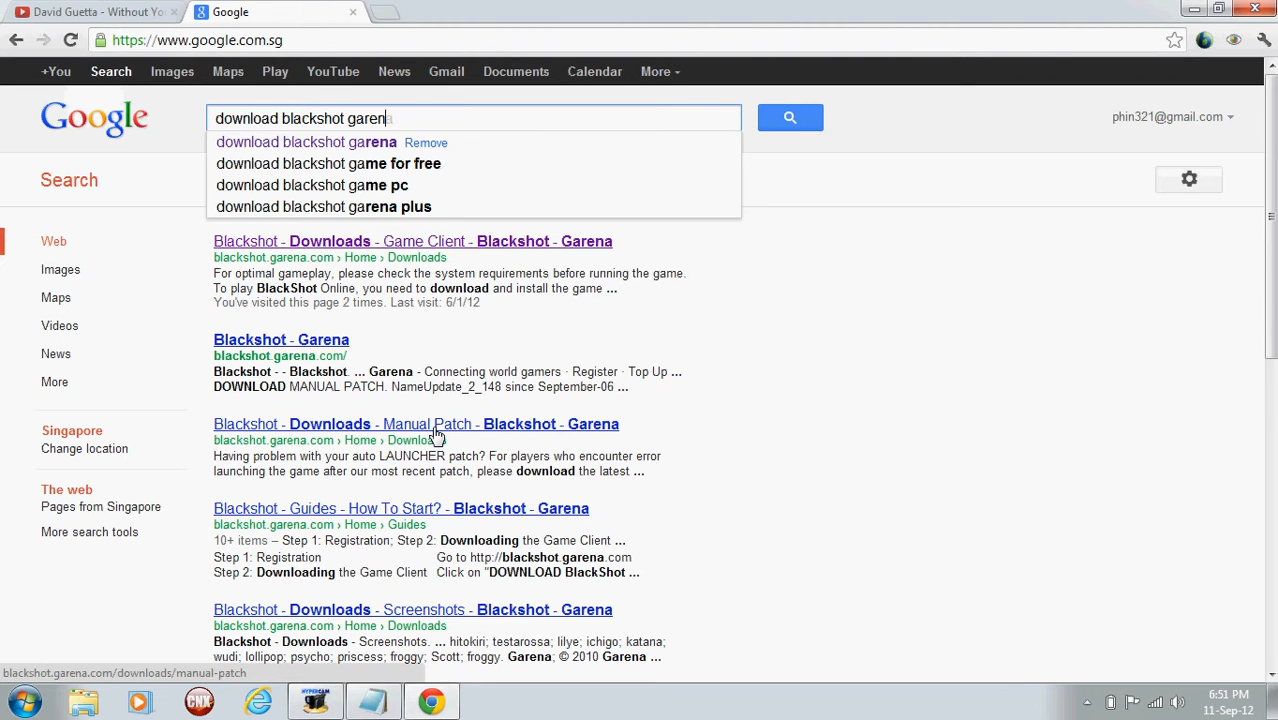 David Guetta - Without Yo
Google
https://www.google.com.sg
+You Search Images Maps Play YouTube News Gmail Documents Calendar More
Google
download blackshot garena
phin321@gmail.com
download blackshot garena Remove
download blackshot game for free
download blackshot game pc
download blackshot garena plus
Search
Web
Images
Maps
Videos
News
More
Singapore
Change location
The web
Pages from Singapore
More search tools
Blackshot - Downloads - Game Client - Blackshot - Garena
blackshot.garena.com › Home › Downloads
For optimal gameplay, please check the system requirements before running the game.
To play BlackShot Online, you need to download and install the game ...
You've visited this page 2 times. Last visit: 6/1/12
Blackshot - Garena
blackshot.garena.com/
Blackshot - - Blackshot. ... Garena - Connecting world gamers · Register · Top Up ...
DOWNLOAD MANUAL PATCH. NameUpdate_2_148 since September-06 ...
Blackshot - Downloads - Manual Patch - Blackshot - Garena
blackshot.garena.com › Home › Downloads
Having problem with your auto LAUNCHER patch? For players who encounter error
launching the game after our most recent patch, please download the latest ...
Blackshot - Guides - How To Start? - Blackshot - Garena
blackshot.garena.com › Home › Guides
10+ items – Step 1: Registration; Step 2: Downloading the Game Client ...
Step 1: Registration Go to http://blackshot.garena.com
Step 2: Downloading the Game Client Click on "DOWNLOAD BlackShot ...
Blackshot - Downloads - Screenshots - Blackshot - Garena
blackshot.garena.com › Home › Downloads
Blackshot - Downloads - Screenshots. ... hitokiri; testarossa; lilye; ichigo; katana;
wudi; lollipop; psycho; priscess; froggy; Scott; froggy. Garena; © 2010 Garena ...
blackshot.garena.com/downloads/manual-patch
CNX
HYPERCAM
6:51 PM
11-Sep-12